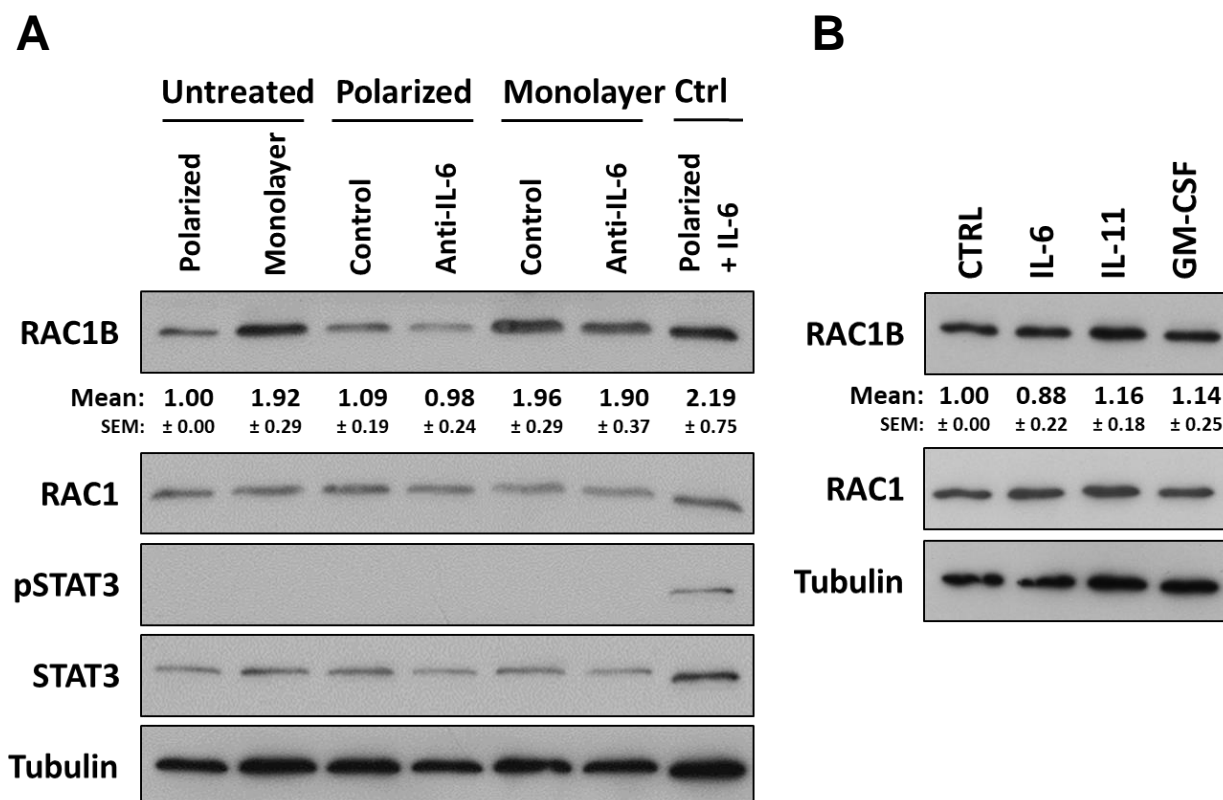 A
Untreated Polarized Monolayer Ctrl
Polarized
Monolayer
Control
Anti-IL-6
Control
Anti-IL-6
Polarized
+ IL-6
RAC1B
Mean: 1.00 1.92 1.09 0.98 1.96 1.90 2.19
SEM: ± 0.00 ± 0.29 ± 0.19 ± 0.24 ± 0.29 ± 0.37 ± 0.75
RAC1
pSTAT3
STAT3
Tubulin
B
CTRL
IL-6
IL-11
GM-CSF
RAC1B
Mean: 1.00 0.88 1.16 1.14
SEM: ± 0.00 ± 0.22 ± 0.18 ± 0.25
RAC1
Tubulin